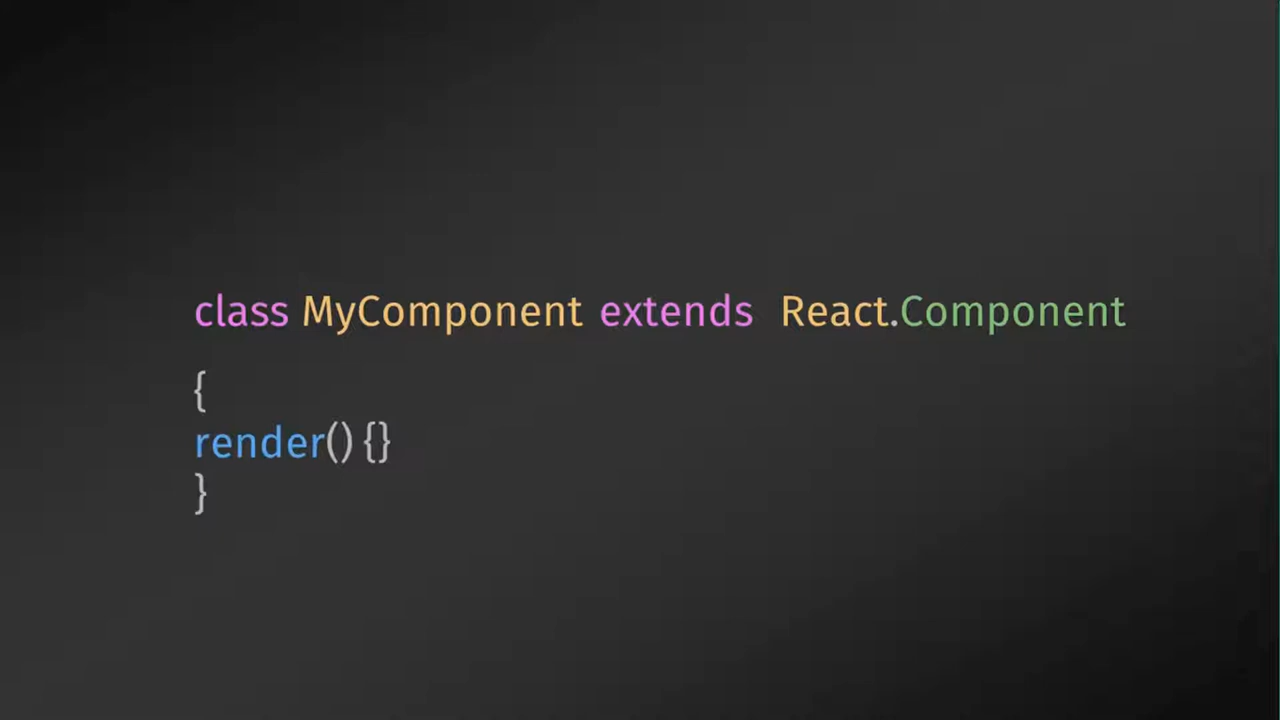 class MyComponent extends React.Component
{
render() {}
}